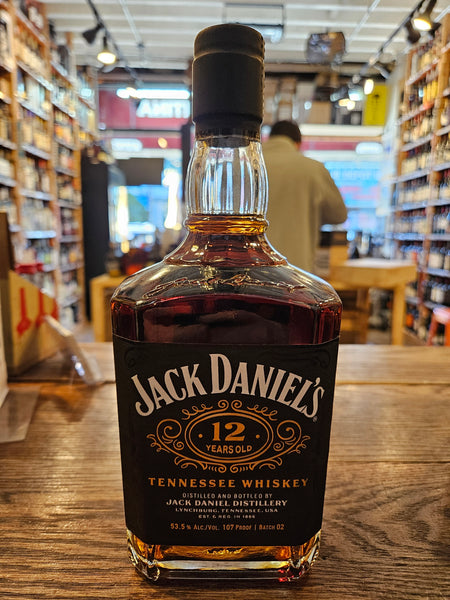 JACK DANIEL'S
12
YEARS OLD
TENNESSEE WHISKEY
DISTILLED AND BOTTLED BY
JACK DANIEL DISTILLERY
LYNCHBURG, TENNESSEE, USA
EST. & REG. IN 1866
53.5% ALC./VOL. 107 PROOF | BATCH 02